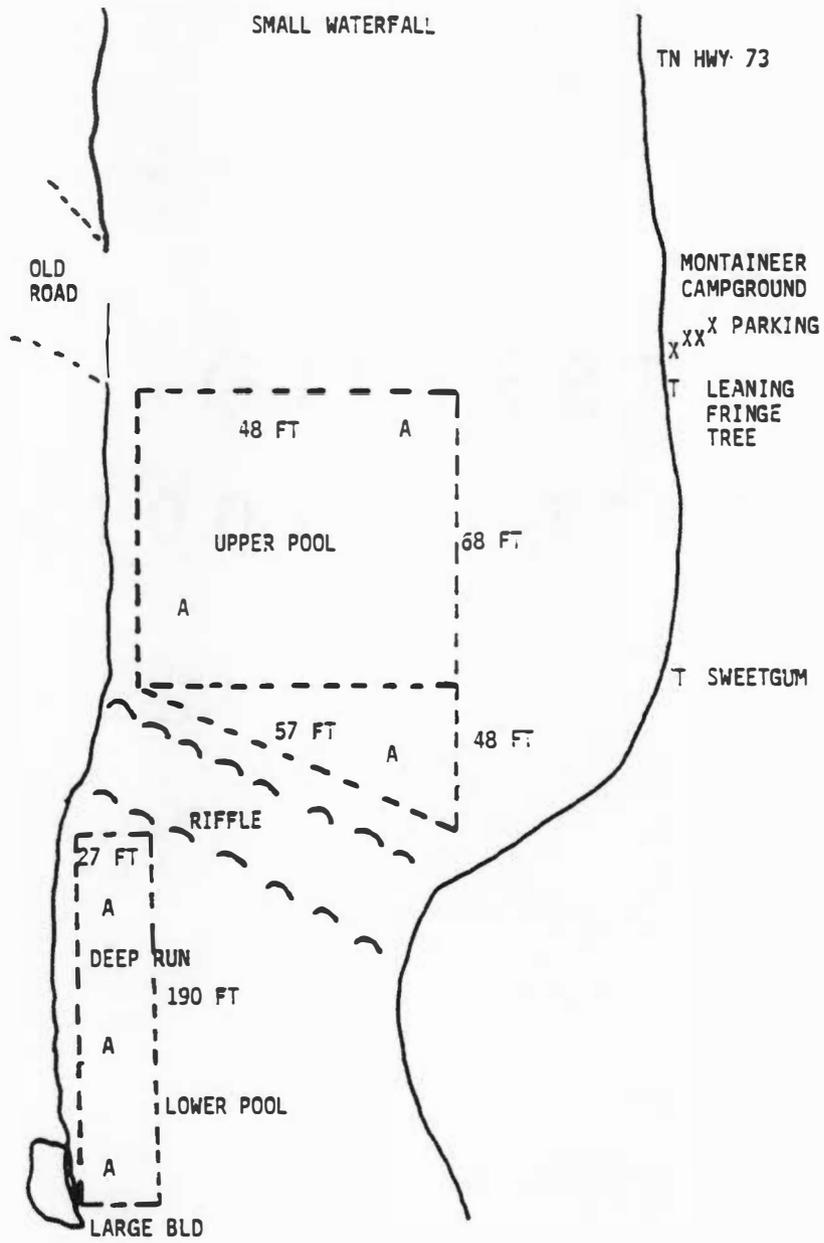 SMALL WATERFALL
TN HWY 73
OLD
ROAD
MONTAINEER
CAMPGROUND
X XX X PARKING
T LEANING
FRINGE
TREE
48 FT A
UPPER POOL
68 FT
A
T SWEETGUM
57 FT
A
48 FT
RIFFLE
27 FT
A
DEEP RUN
190 FT
A
LOWER POOL
A
LARGE BLD